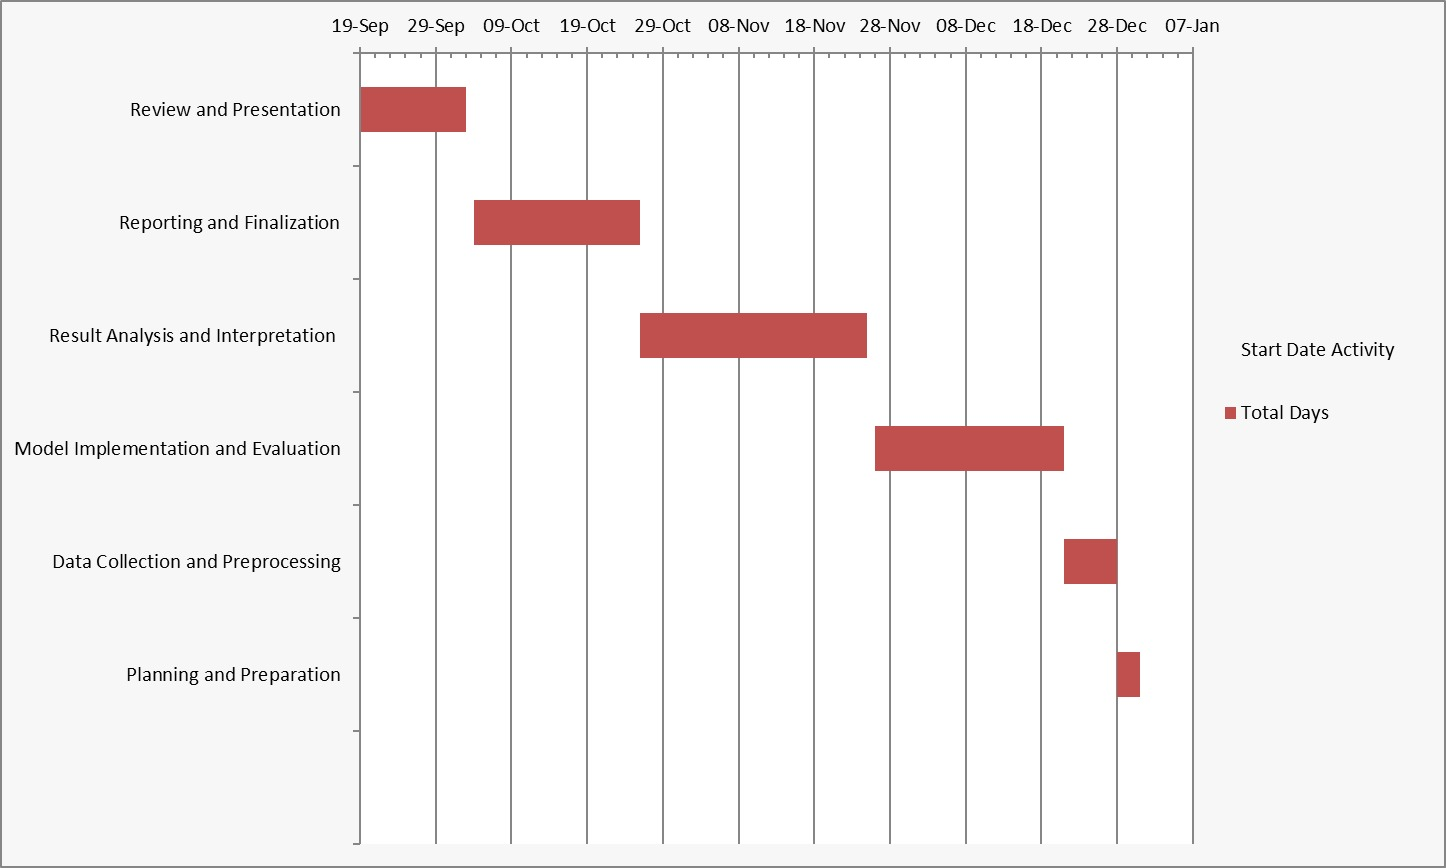 19-Sep 29-Sep 09-Oct 19-Oct 29-Oct 08-Nov 18-Nov 28-Nov 08-Dec 18-Dec 28-Dec 07-Jan
Review and Presentation
Reporting and Finalization
Result Analysis and Interpretation
Model Implementation and Evaluation
Data Collection and Preprocessing
Planning and Preparation
Start Date Activity
Total Days